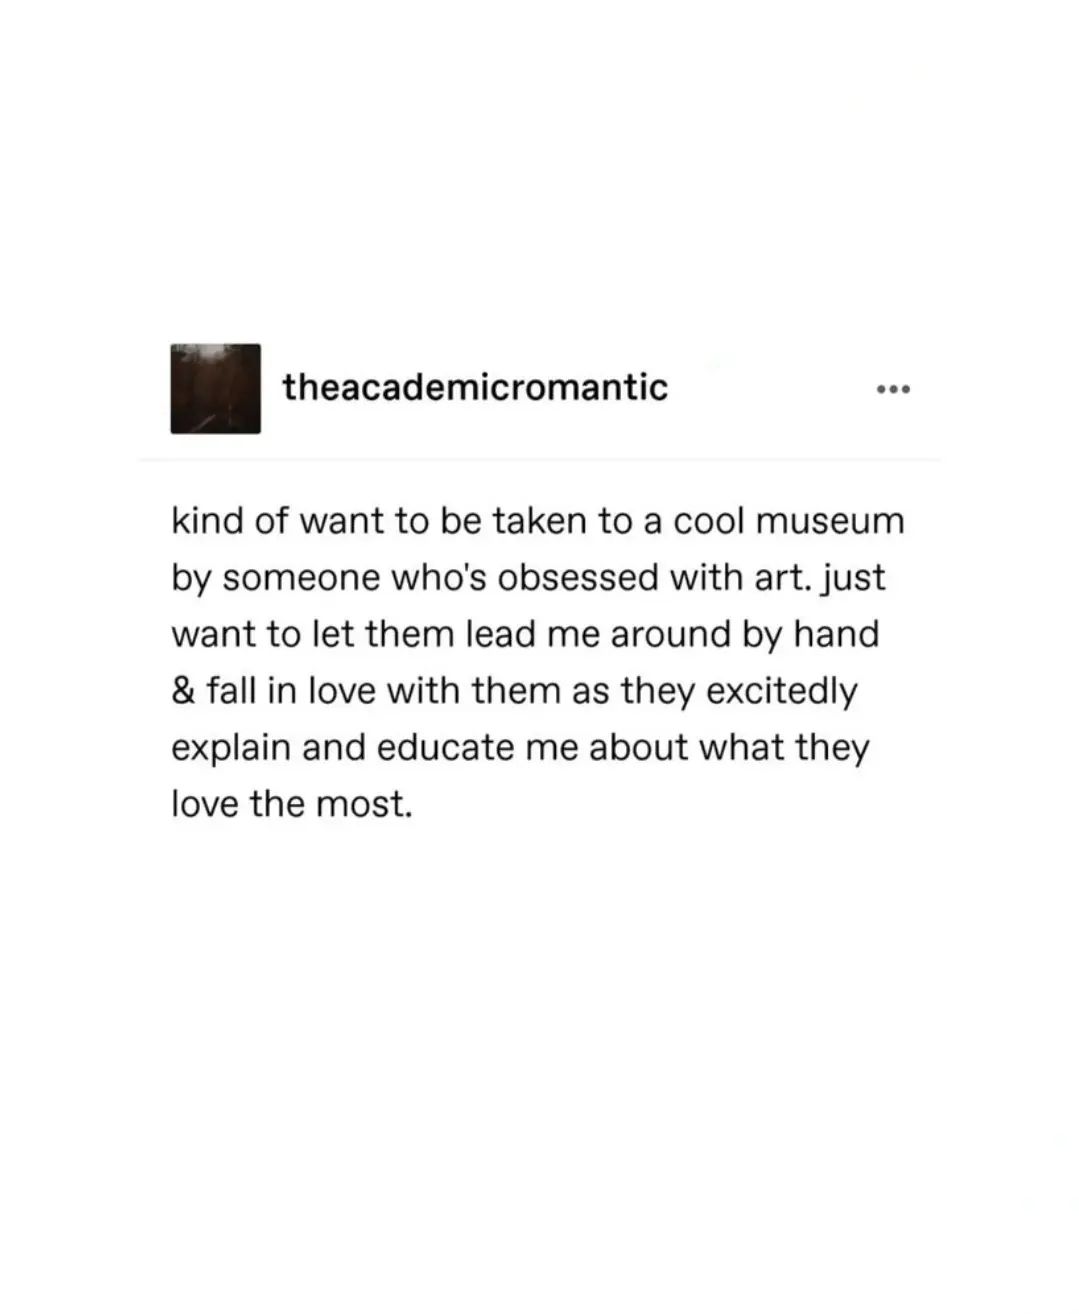 theacademicromantic
kind of want to be taken to a cool museum
by someone who's obsessed with art. just
want to let them lead me around by hand
& fall in love with them as they excitedly
explain and educate me about what they
love the most.